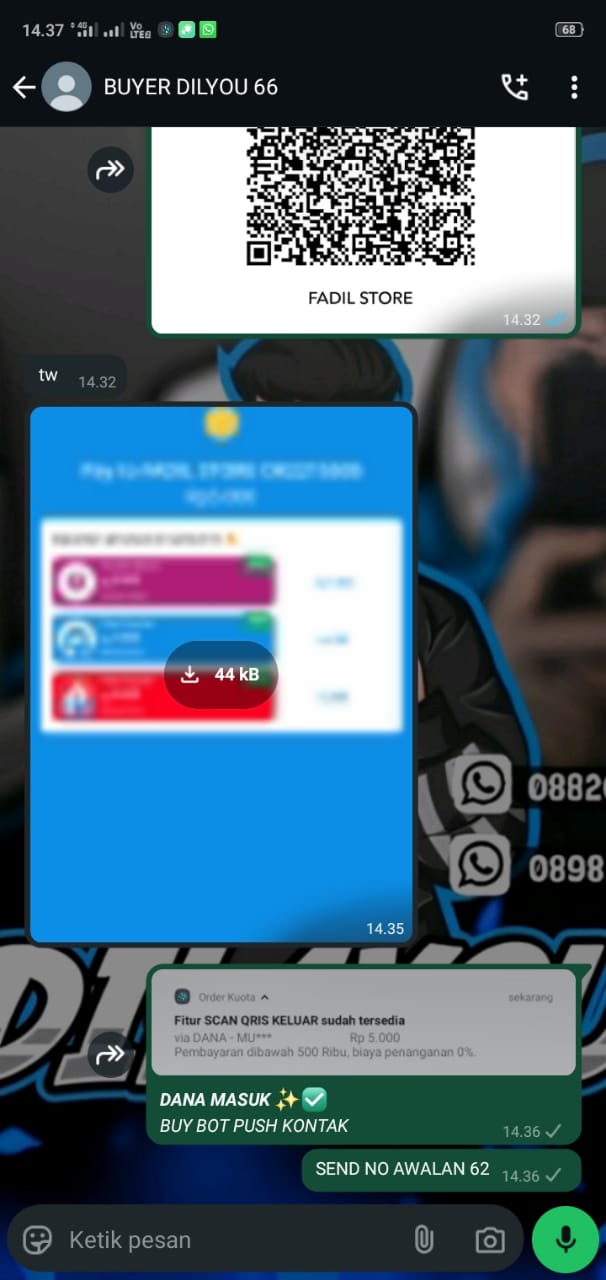 14.37
4G
Vo
LTE
68
BUYER DILYOU 66
FADIL STORE
14.32
tw
14.32
44 kB
14.35
0882
0898
Order Kuota
sekarang
Fitur SCAN QRIS KELUAR sudah tersedia
via DANA - MU***
Rp 5.000
Pembayaran dibawah 500 Ribu, biaya penanganan 0%.
DANA MASUK ✨✅
BUY BOT PUSH KONTAK
14.36
SEND NO AWALAN 62
14.36
Ketik pesan